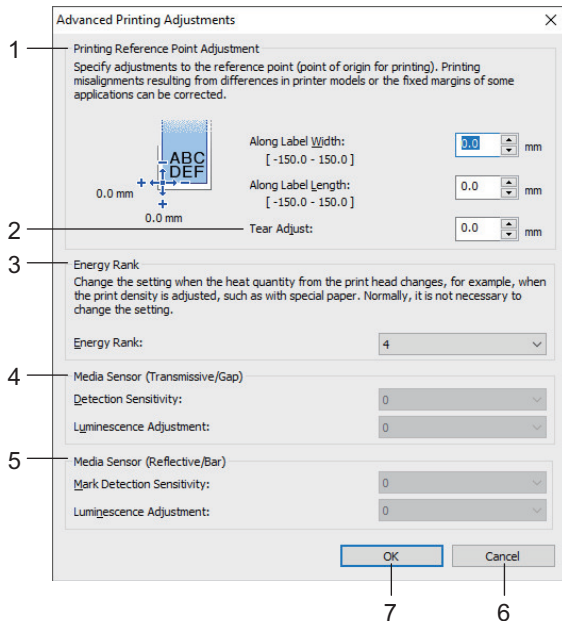 Advanced Printing Adjustments
1
Printing Reference Point Adjustment
Specify adjustments to the reference point (point of origin for printing). Printing
misalignments resulting from differences in printer models or the fixed margins of some
applications can be corrected.
ABC
DEF
0.0 mm
0.0 mm
Along Label Width:
0.0 mm
[ -150.0 - 150.0 ]
Along Label Length:
0.0 mm
[ -150.0 - 150.0 ]
2
Tear Adjust:
0.0 mm
3
Energy Rank
Change the setting when the heat quantity from the print head changes, for example, when
the print density is adjusted, such as with special paper. Normally, it is not necessary to
change the setting.
Energy Rank:
4
4
Media Sensor (Transmissive/Gap)
Detection Sensitivity:
0
Luminescence Adjustment:
0
5
Media Sensor (Reflective/Bar)
Mark Detection Sensitivity:
0
Luminescence Adjustment:
0
OK
Cancel
7
6